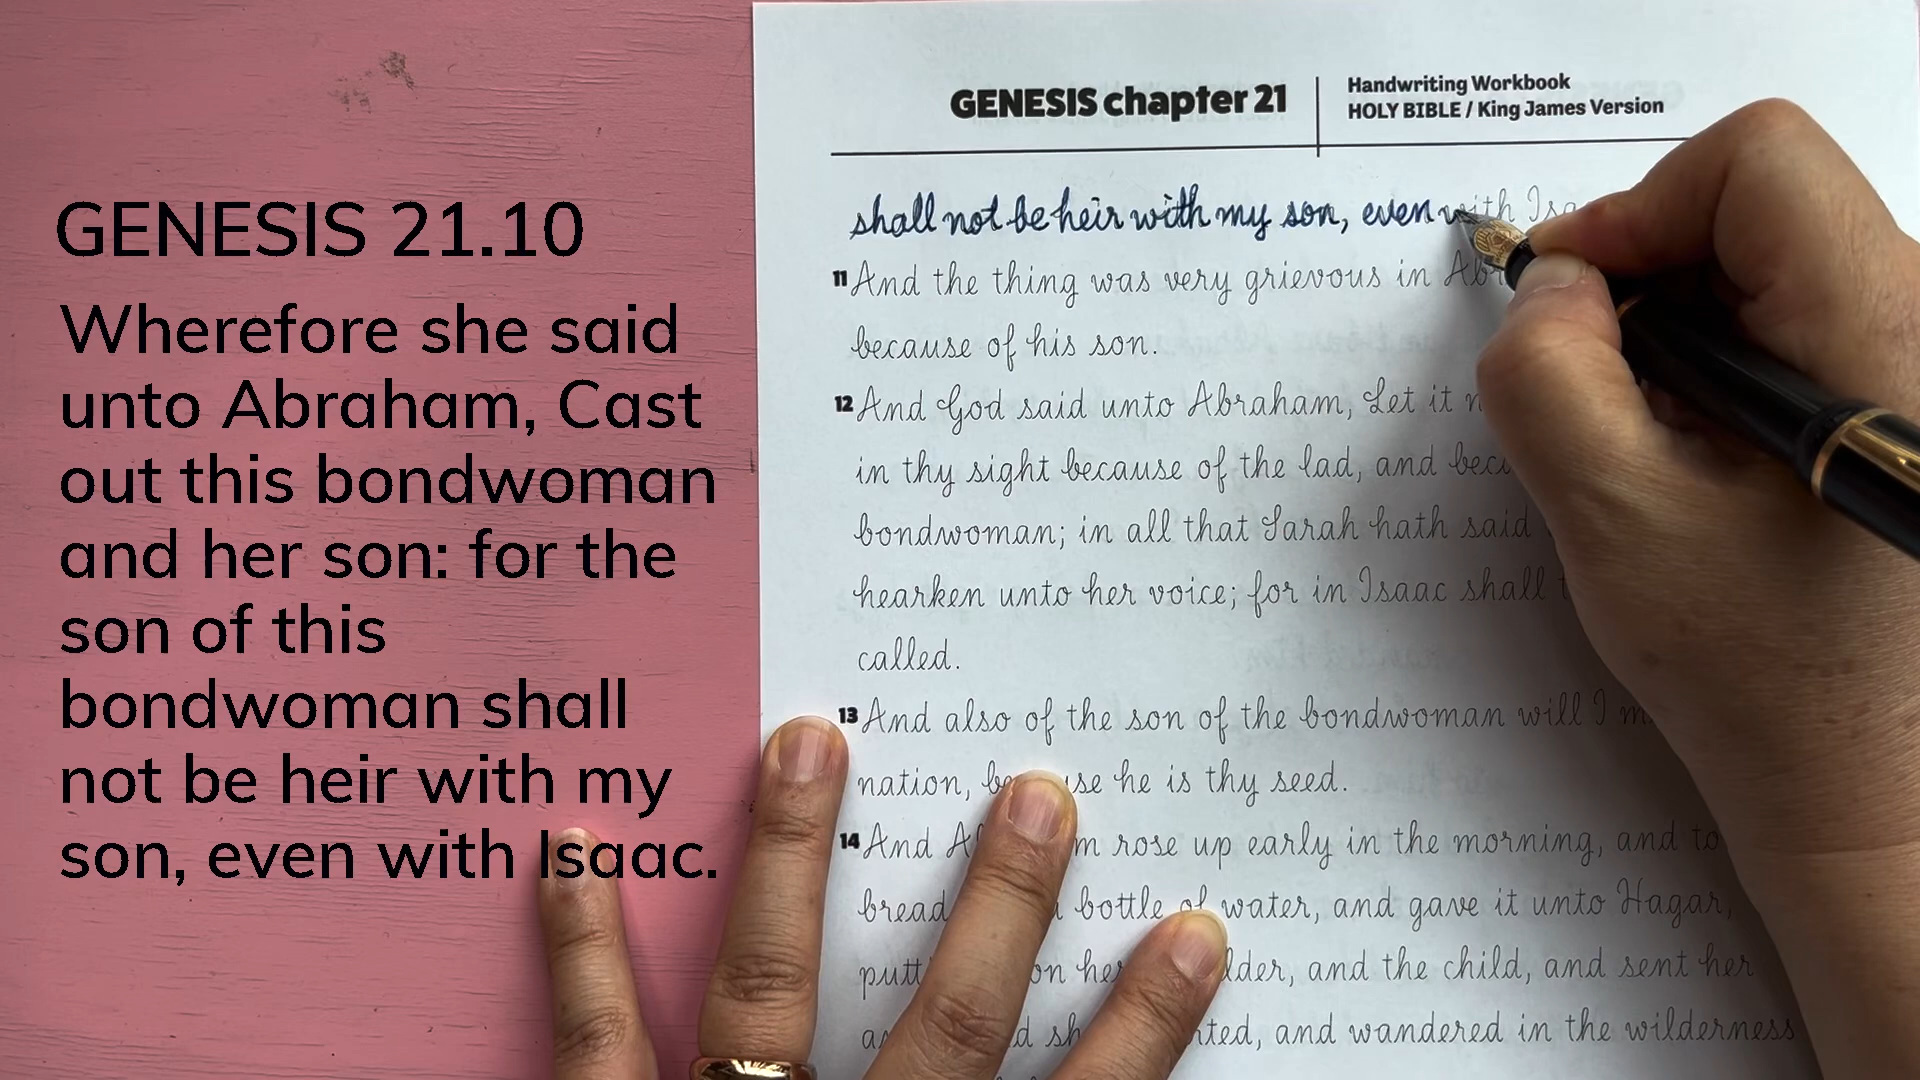 GENESIS 21.10
Wherefore she said
unto Abraham, Cast
out this bondwoman
and her son: for the
son of this
bondwoman shall
not be heir with my
son, even with Isaac.
GENESIS chapter 21
Handwriting Workbook
HOLY BIBLE / King James Version
shall not be heir with my son, even with
11 And the thing was very grievous in
because of his son.
12 And God said unto Abraham, Let it
in thy sight because of the lad, and
bondwoman; in all that Sarah hath said
hearken unto her voice; for in Isaac shall
called.
13 And also of the son of the bondwoman will I
nation, he is thy seed.
14 And rose up early in the morning, and
bread bottle of water, and gave it unto Hagar,
on and the child, and sent her
and wandered in the wilderness